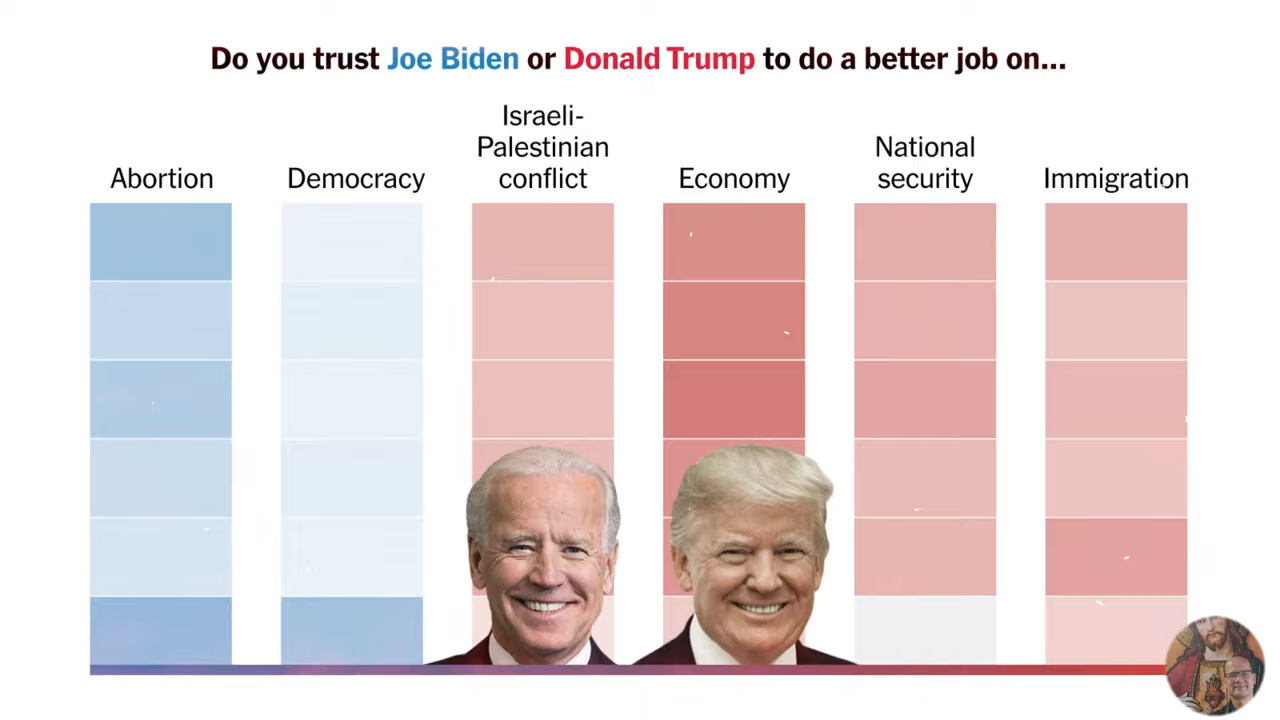 Do you trust Joe Biden or Donald Trump to do a better job on...
Abortion
Democracy
Israeli-
Palestinian
conflict
Economy
National
security
Immigration